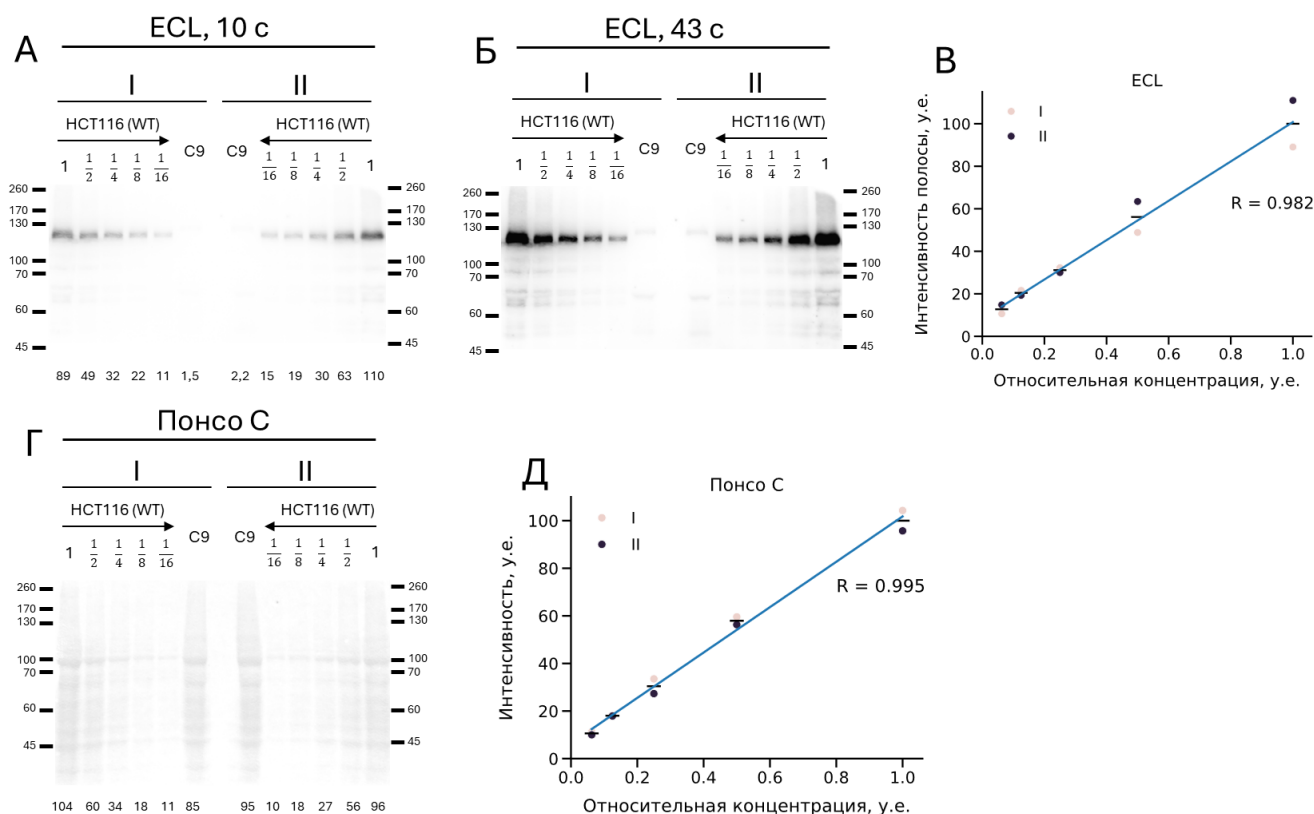 А
ECL, 10 с
I II
HCT116 (WT) HCT116 (WT)
1 1/2 1/4 1/8 1/16 C9 C9 1/16 1/8 1/4 1/2 1
260 260
170 170
130 130
100 100
70 70
60 60
45 45
89 49 32 22 11 1,5 2,2 15 19 30 63 110
Б
ECL, 43 с
I II
HCT116 (WT) HCT116 (WT)
1 1/2 1/4 1/8 1/16 C9 C9 1/16 1/8 1/4 1/2 1
260 260
170 170
130 130
100 100
70 70
60 60
45 45
В
ECL
I
II
R = 0.982
Интенсивность полосы, у.е.
100
80
60
40
20
0
0.0 0.2 0.4 0.6 0.8 1.0
Относительная концентрация, у.е.
Г
Понсо С
I II
HCT116 (WT) HCT116 (WT)
1 1/2 1/4 1/8 1/16 C9 C9 1/16 1/8 1/4 1/2 1
260 260
170 170
130 130
100 100
70 70
60 60
45 45
104 60 34 18 11 85 95 10 18 27 56 96
Д
Понсо С
I
II
R = 0.995
Интенсивность, у.е.
100
80
60
40
20
0
0.0 0.2 0.4 0.6 0.8 1.0
Относительная концентрация, у.е.